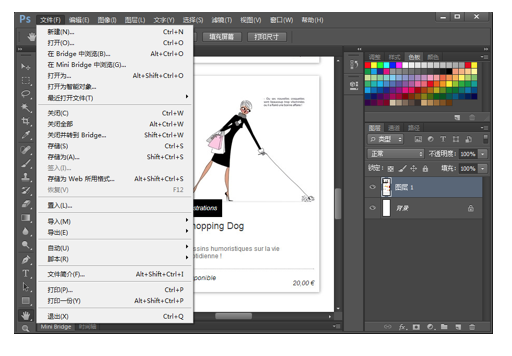 Ps 文件(F) 编辑(E) 图象(I) 图层(L) 文字(Y) 选择(S) 滤镜(T) 视图(V) 窗口(W) 帮助(H)
填充屏幕 打印尺寸
新建(N)... Ctrl+N
打开(O)... Ctrl+O
在 Bridge 中浏览(B)... Alt+Ctrl+O
在 Mini Bridge 中浏览(G)...
打开为... Alt+Shift+Ctrl+O
打开为智能对象...
最近打开文件(T)
关闭(C) Ctrl+W
关闭全部 Alt+Ctrl+W
关闭并转到 Bridge... Shift+Ctrl+W
存储(S) Ctrl+S
存储为(A)... Shift+Ctrl+S
签入(I)...
存储为 Web 所用格式... Alt+Shift+Ctrl+S
恢复(V) F12
置入(L)...
导入(M)
导出(E)
自动(U)
脚本(R)
文件简介(F)... Alt+Shift+Ctrl+I
打印(P)... Ctrl+P
打印一份(Y) Alt+Shift+Ctrl+P
退出(X) Ctrl+Q
Mini Bridge 时间轴
strations
hopping Dog
ssins humoristiques sur la vie
otidienne !
ponible
20,00 €
调整 样式 色板 颜色
图层 通道 路径
类型
正常 不透明度: 100%
锁定: 填充: 100%
图层 1
背景
fx